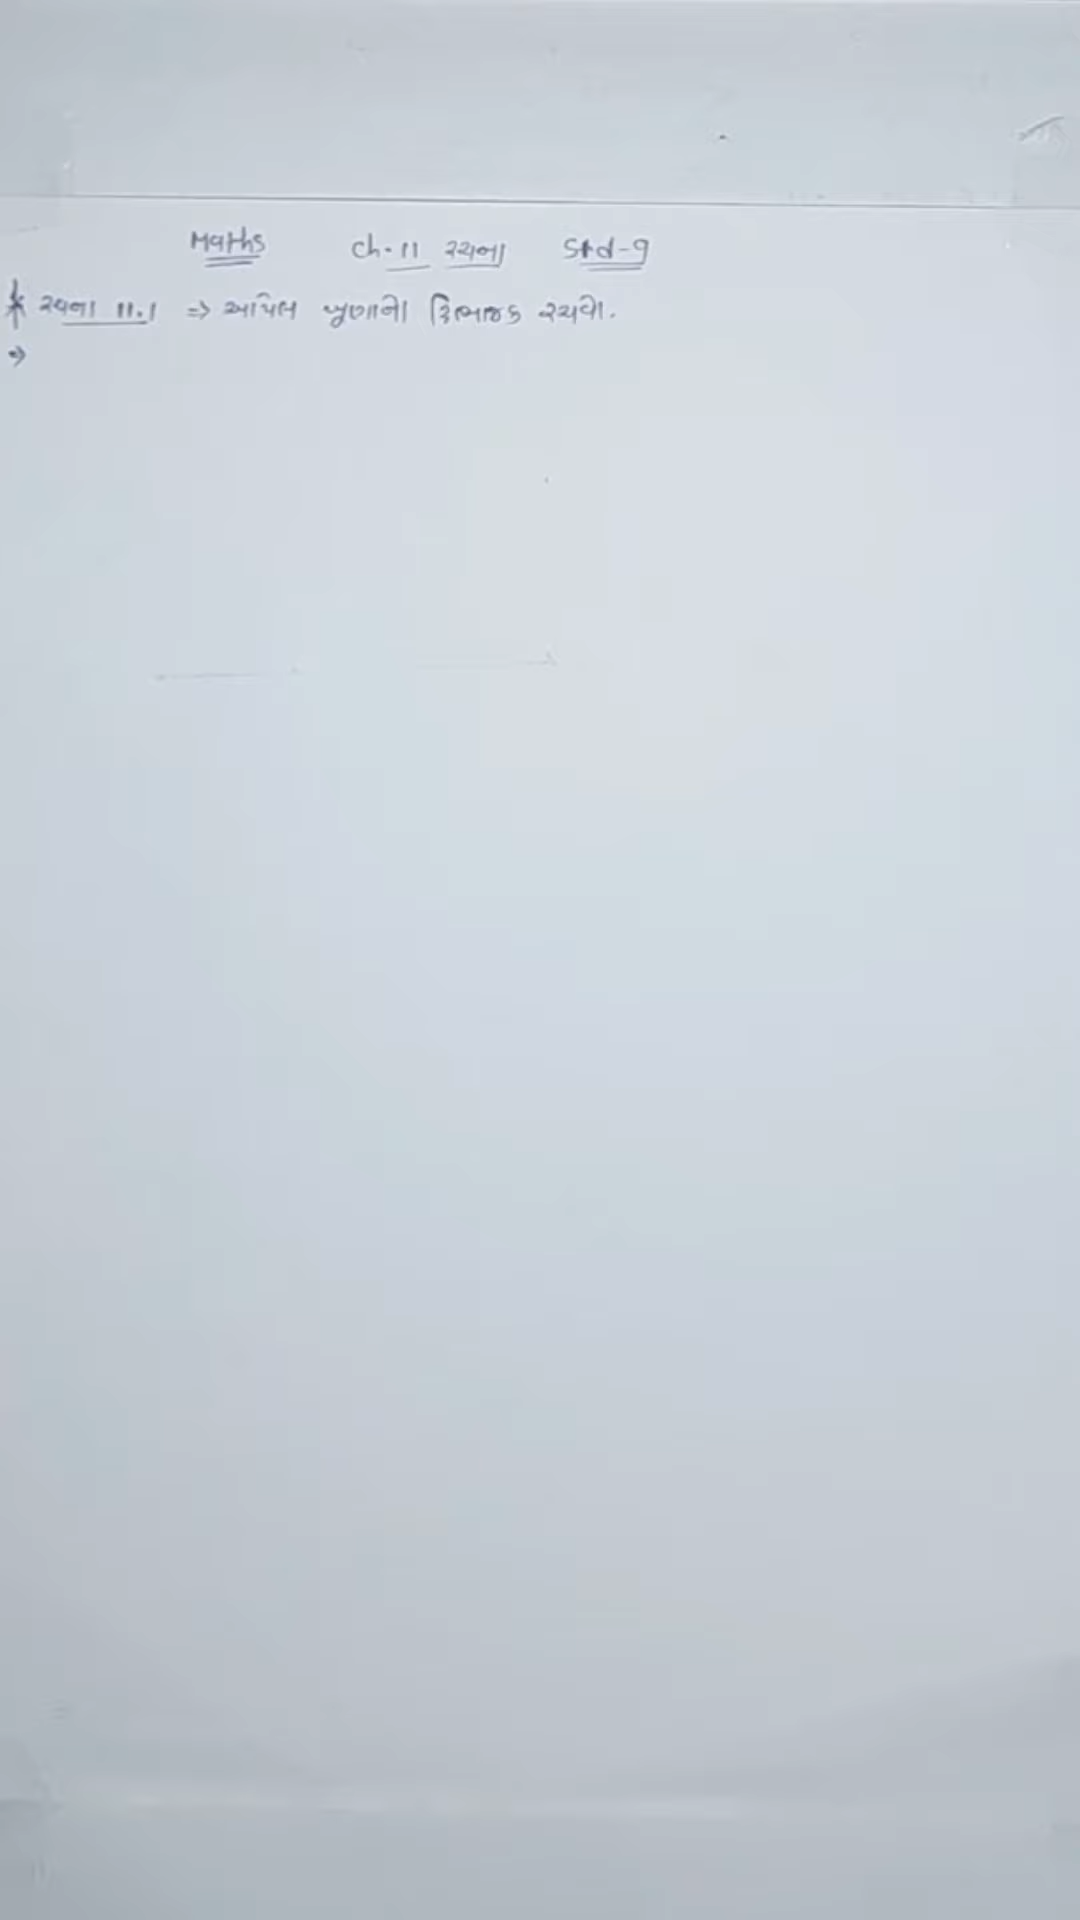 Maths ch-11 રચના Std-9
* રચના 11.1 => આપેલ ખૂણાનો દ્વિભાજક રચવો.
=>